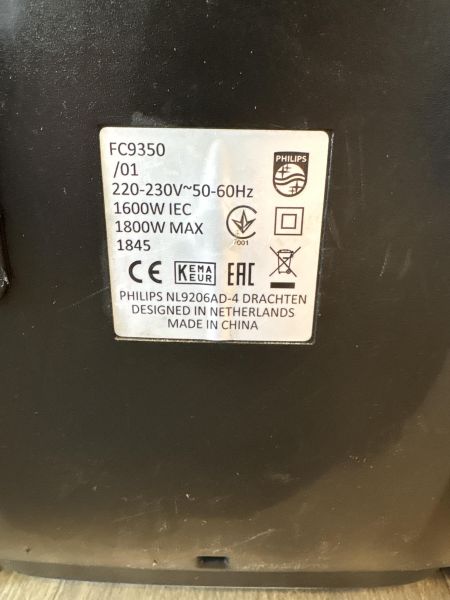 FC9350
/01
220-230V~50-60Hz
1600W IEC
1800W MAX
1845
PHILIPS
/001
CE KEMA KEUR EAC
PHILIPS NL9206AD-4 DRACHTEN
DESIGNED IN NETHERLANDS
MADE IN CHINA